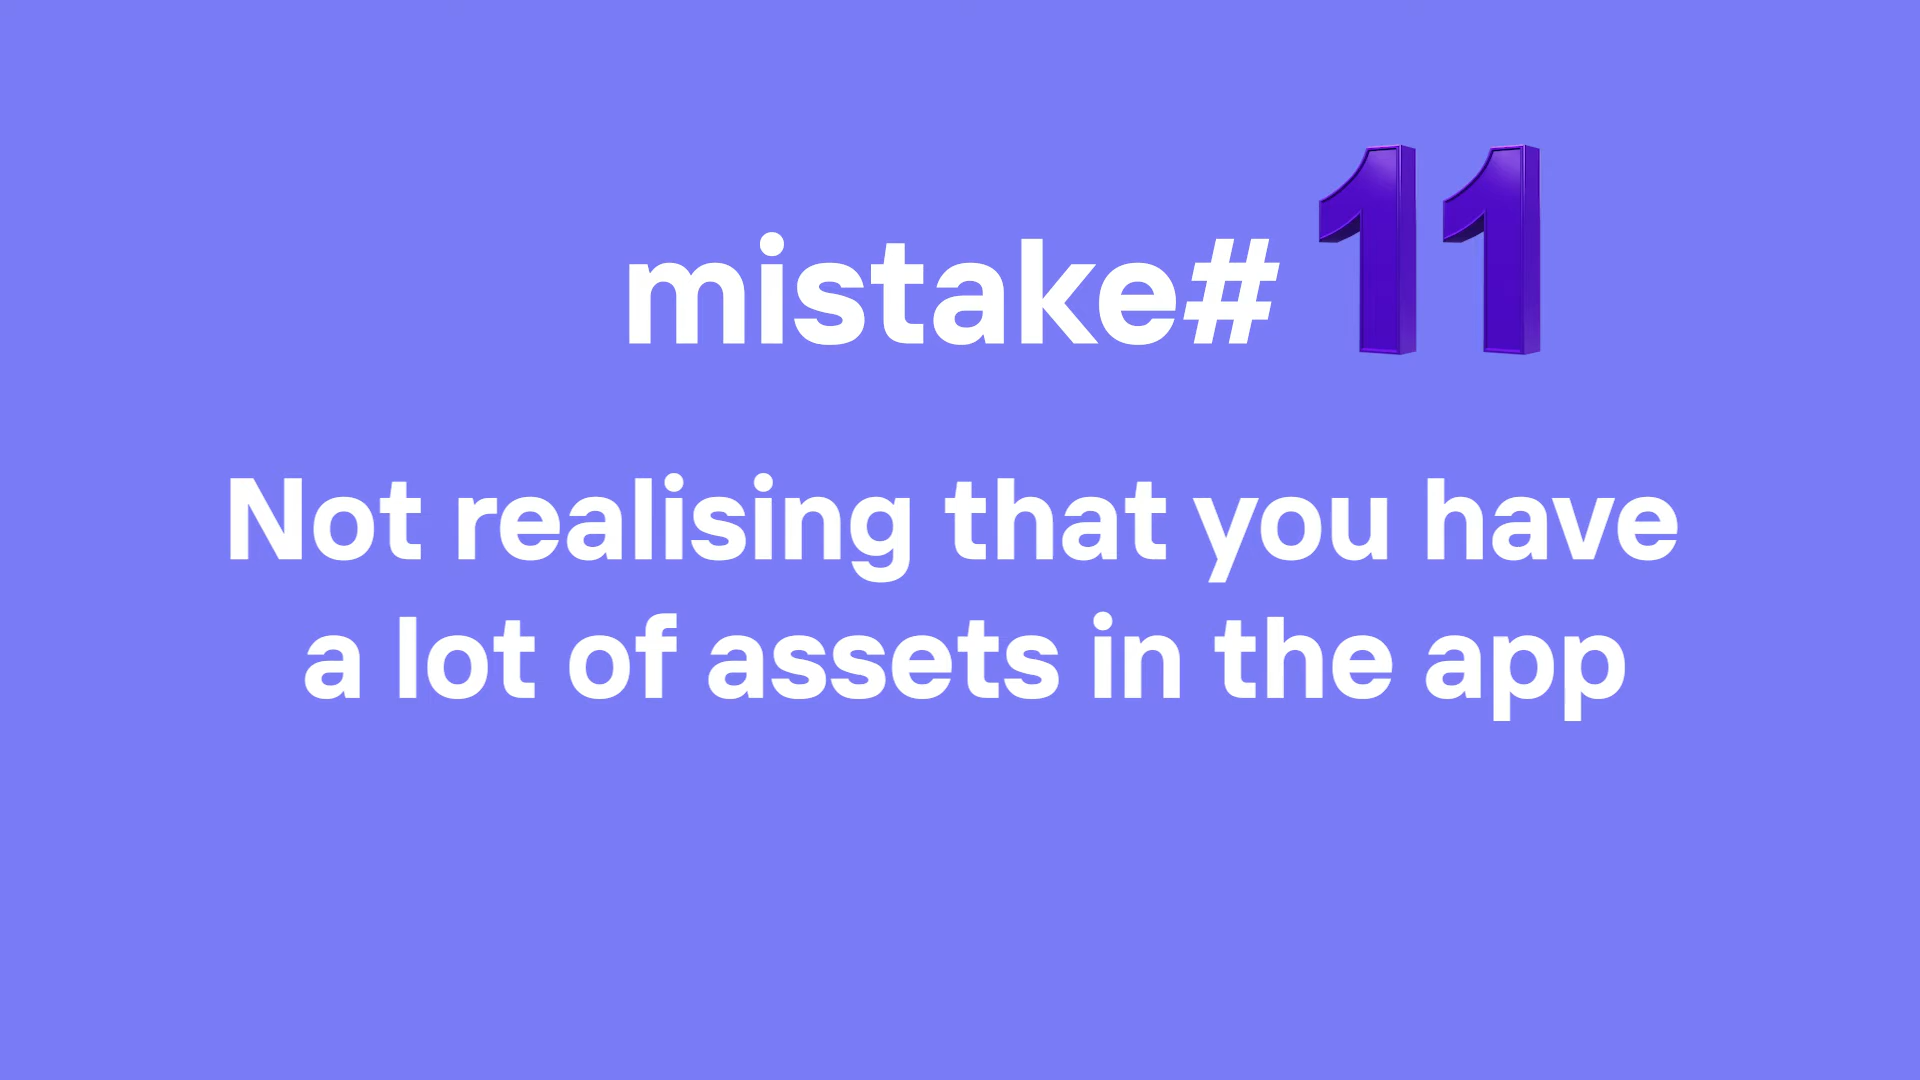 mistake# 11
Not realising that you have
a lot of assets in the app